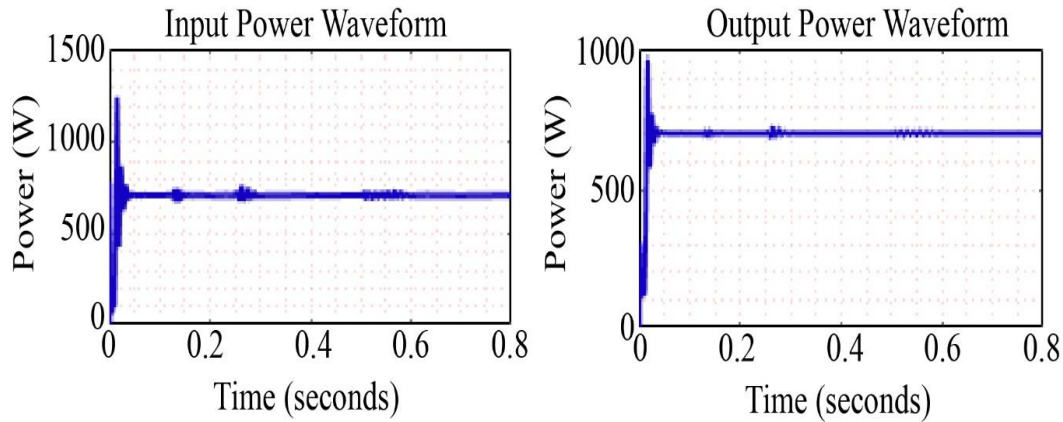 Input Power Waveform
1500
1000
500
0
Power (W)
0 0.2 0.4 0.6 0.8
Time (seconds)
Output Power Waveform
1000
500
0
Power (W)
0 0.2 0.4 0.6 0.8
Time (seconds)